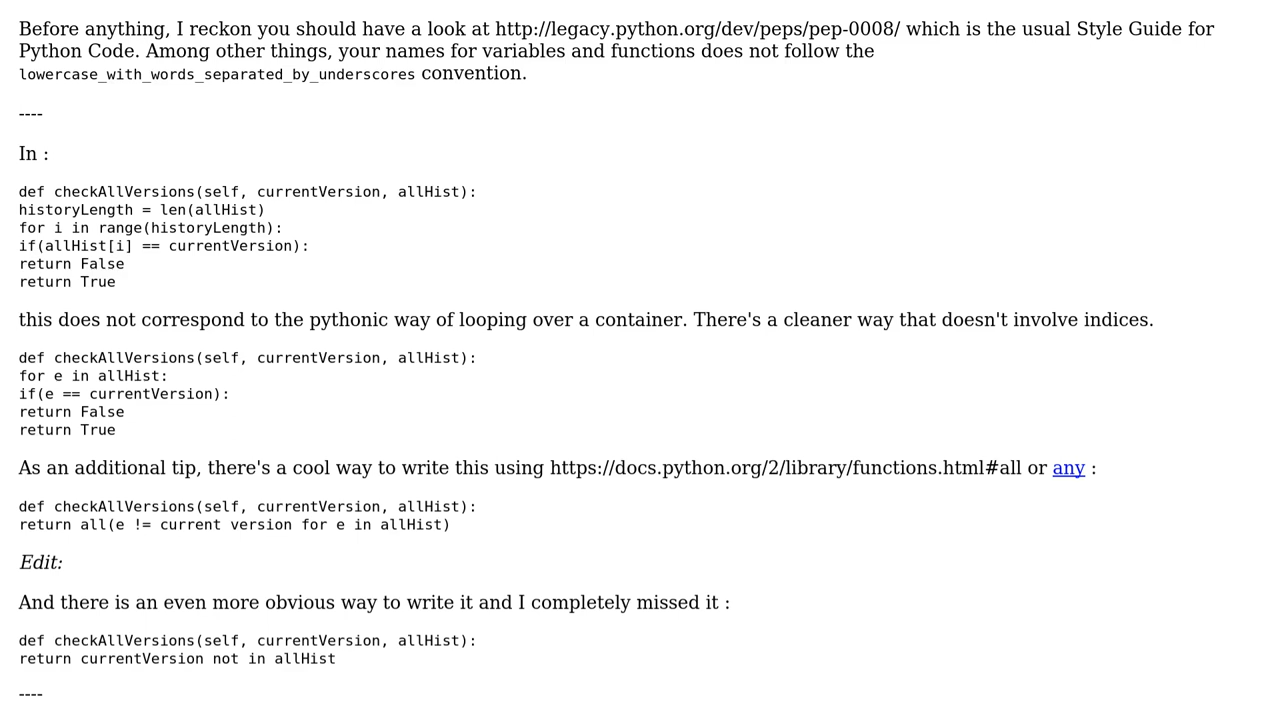 Before anything, I reckon you should have a look at http://legacy.python.org/dev/peps/pep-0008/ which is the usual Style Guide for
Python Code. Among other things, your names for variables and functions does not follow the
lowercase_with_words_separated_by_underscores convention.
----
In :
def checkAllVersions(self, currentVersion, allHist):
historyLength = len(allHist)
for i in range(historyLength):
if(allHist[i] == currentVersion):
return False
return True
this does not correspond to the pythonic way of looping over a container. There's a cleaner way that doesn't involve indices.
def checkAllVersions(self, currentVersion, allHist):
for e in allHist:
if(e == currentVersion):
return False
return True
As an additional tip, there's a cool way to write this using https://docs.python.org/2/library/functions.html#all or any :
def checkAllVersions(self, currentVersion, allHist):
return all(e != current version for e in allHist)
Edit:
And there is an even more obvious way to write it and I completely missed it :
def checkAllVersions(self, currentVersion, allHist):
return currentVersion not in allHist
----